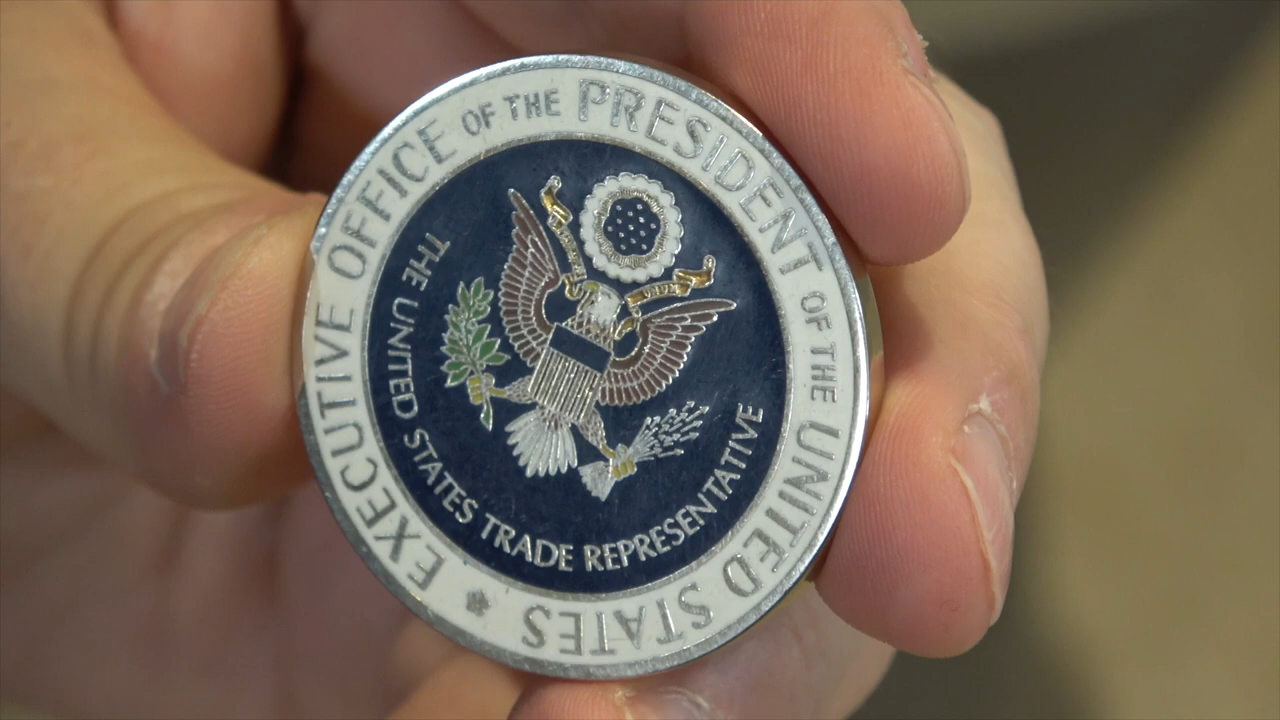 EXECUTIVE OFFICE OF THE PRESIDENT OF THE UNITED STATES
THE UNITED STATES TRADE REPRESENTATIVE